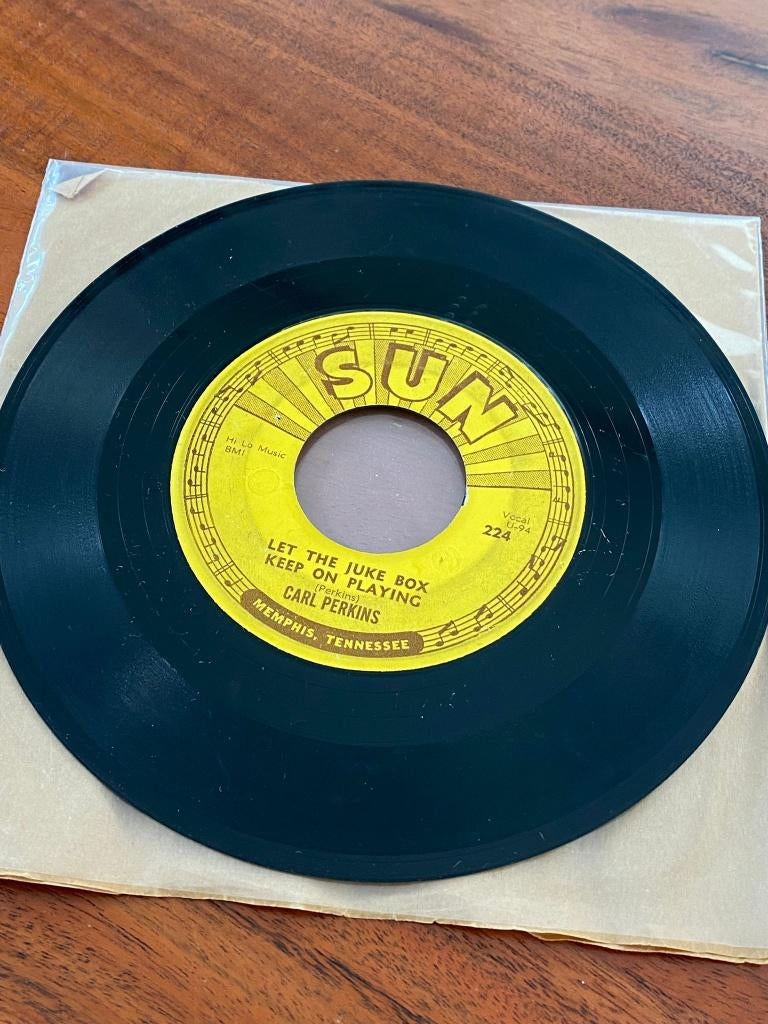 SUN
Hi Lo Music
BMI
Vocal
U-94
224
LET THE JUKE BOX
KEEP ON PLAYING
(Perkins)
CARL PERKINS
MEMPHIS, TENNESSEE